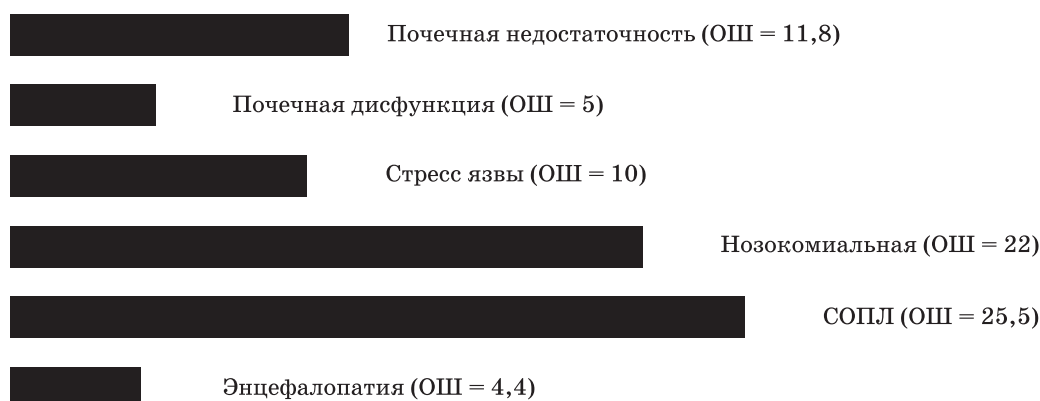 Почечная недостаточность (ОШ = 11,8)
Почечная дисфункция (ОШ = 5)
Стресс язвы (ОШ = 10)
Нозокомиальная (ОШ = 22)
СОПЛ (ОШ = 25,5)
Энцефалопатия (ОШ = 4,4)